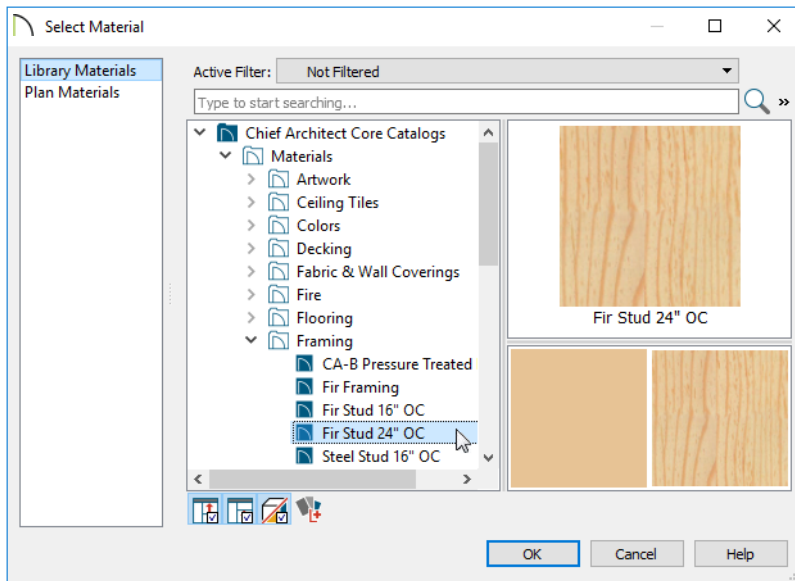 Select Material
Library Materials
Plan Materials
Active Filter: Not Filtered
Type to start searching...
»
Chief Architect Core Catalogs
Materials
Artwork
Ceiling Tiles
Colors
Decking
Fabric & Wall Coverings
Fire
Flooring
Framing
CA-B Pressure Treated
Fir Framing
Fir Stud 16" OC
Fir Stud 24" OC
Steel Stud 16" OC
Fir Stud 24" OC
OK
Cancel
Help